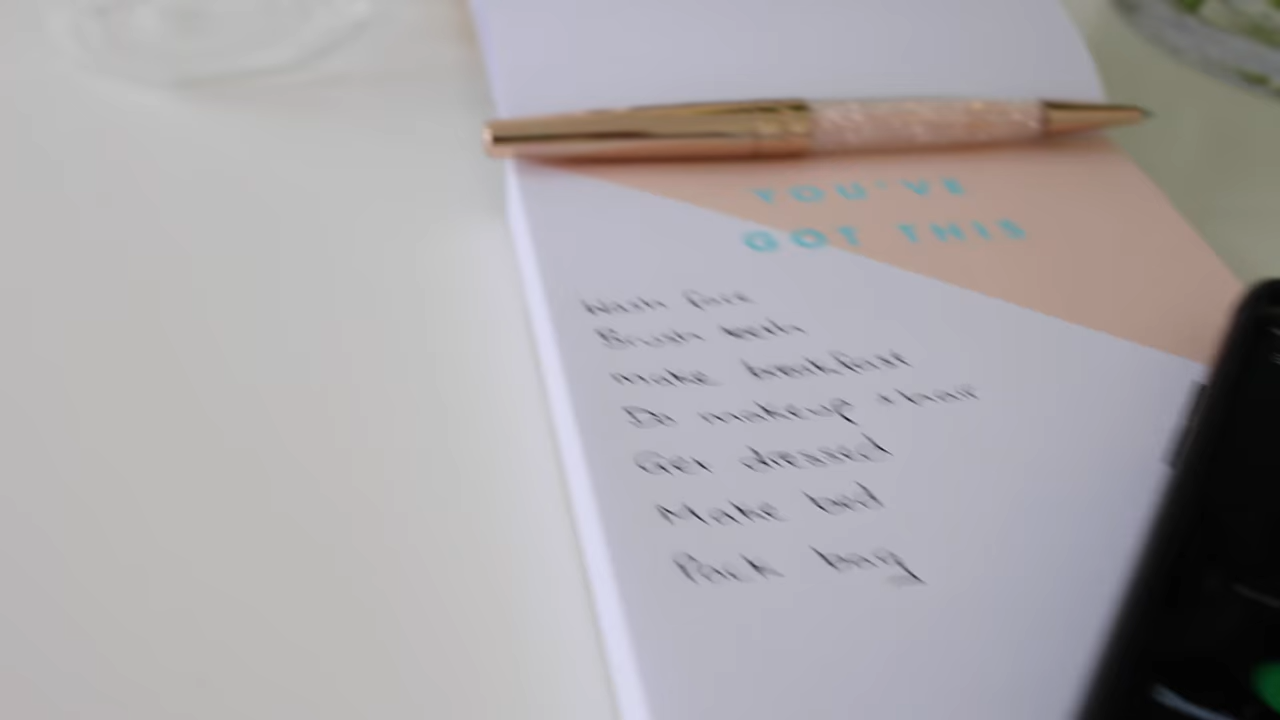 YOU'VE
GOT THIS
Wash face
Brush teeth
make breakfast
Do makeup + hair
Get dressed
Make bed
Pack bag